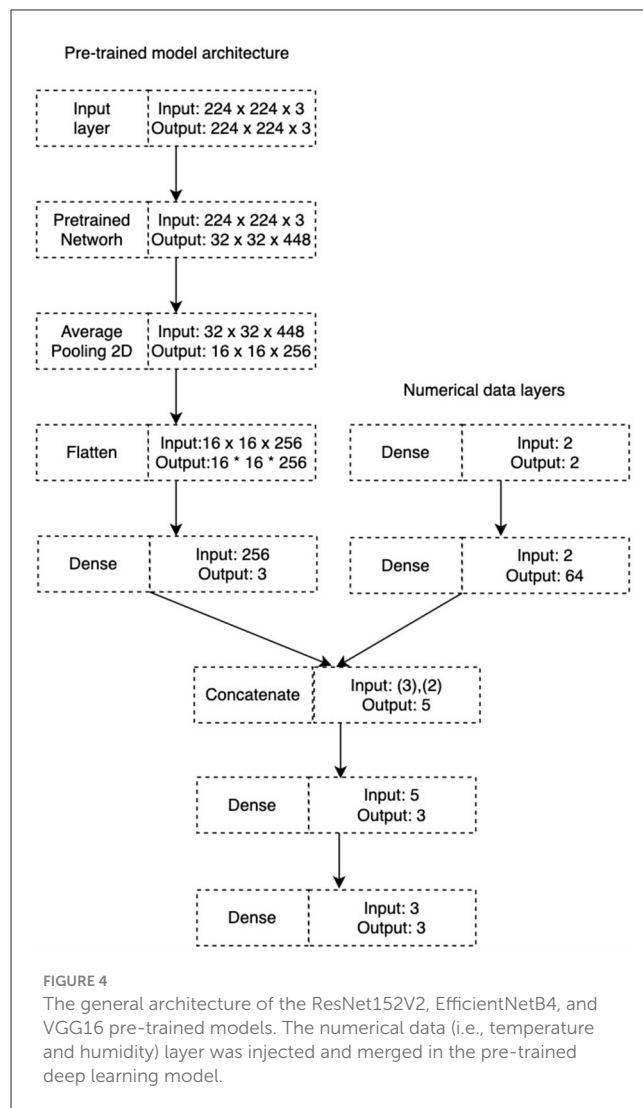 Pre-trained model architecture
Input
layer
Input: 224 x 224 x 3
Output: 224 x 224 x 3
Pretrained
Network
Input: 224 x 224 x 3
Output: 32 x 32 x 448
Average
Pooling 2D
Input: 32 x 32 x 448
Output: 16 x 16 x 256
Flatten
Input:16 x 16 x 256
Output:16 * 16 * 256
Dense
Input: 256
Output: 3
Numerical data layers
Dense
Input: 2
Output: 2
Dense
Input: 2
Output: 64
Concatenate
Input: (3),(2)
Output: 5
Dense
Input: 5
Output: 3
Dense
Input: 3
Output: 3
FIGURE 4
The general architecture of the ResNet152V2, EfficientNetB4, and
VGG16 pre-trained models. The numerical data (i.e., temperature
and humidity) layer was injected and merged in the pre-trained
deep learning model.